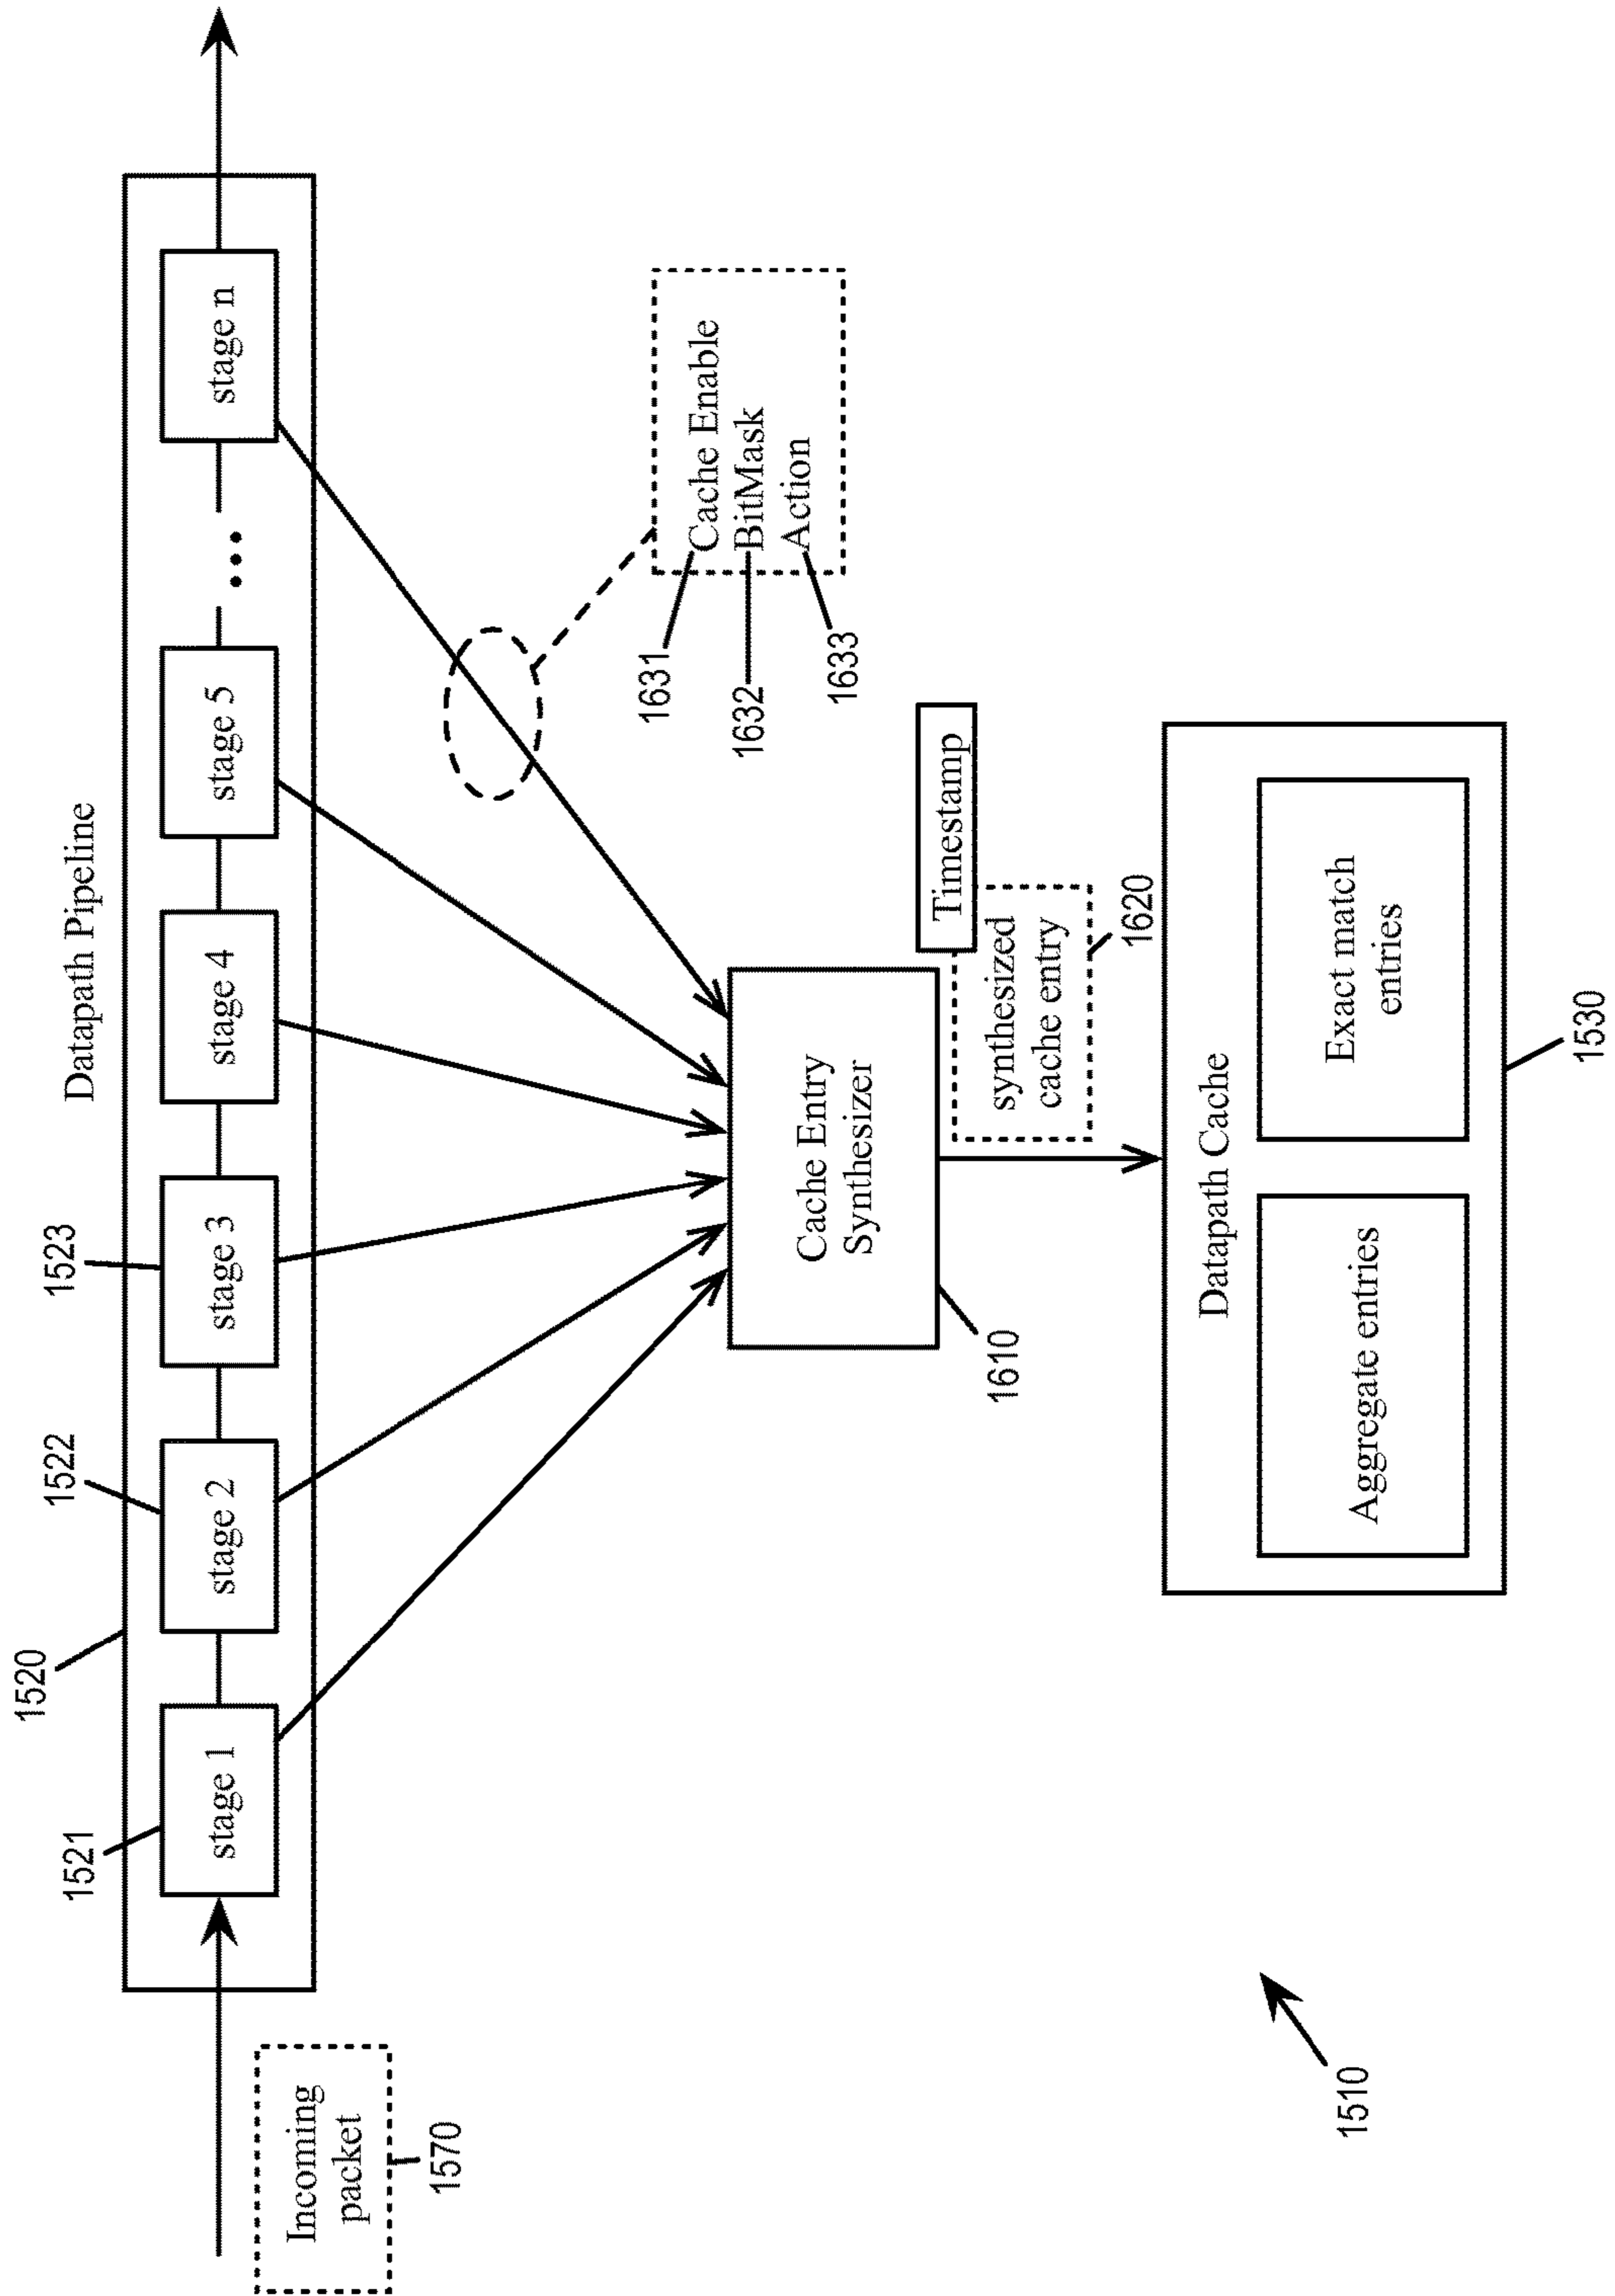 Datapath Pipeline
1520
1521
1522
1523
stage 1
stage 2
stage 3
stage 4
stage 5
...
stage n
Incoming
packet
1570
1631
Cache Enable
1632
BitMask
1633
Action
Cache Entry
Synthesizer
1610
Timestamp
synthesized
cache entry
1620
Datapath Cache
Aggregate entries
Exact match
entries
1530
1510